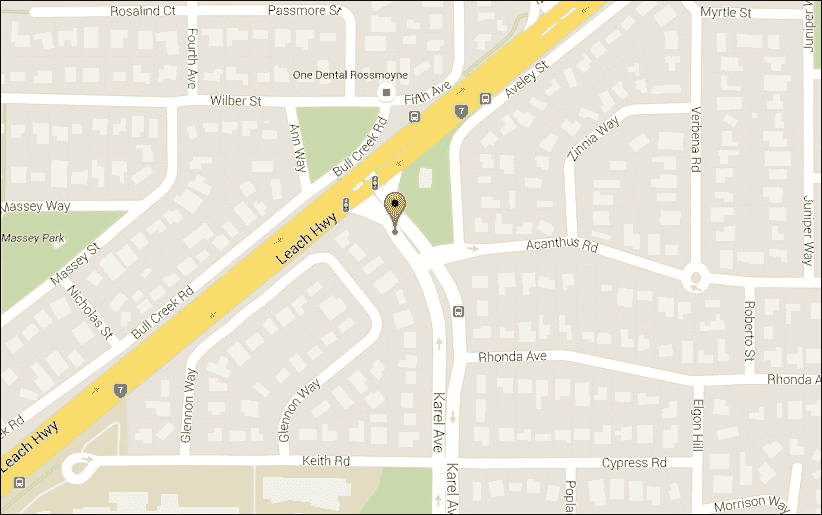 Rosalind Ct
Passmore St
Myrtle St
Juniper W
Fourth Ave
One Dental Rossmoyne
Aveley St
Wilber St
Fifth Ave
7
Verbena Rd
Ann Way
Bull Creek Rd
Zinnia Way
Massey Way
Leach Hwy
Massey Park
Massey St
Acanthus Rd
Juniper Way
Nicholas St
Bull Creek Rd
Roberto St
Rhonda Ave
Rhonda A
7
Glennon Way
Glennon Way
Karel Ave
Elgon Hill
ek Rd
Leach Hwy
Keith Rd
Karel Av
Cypress Rd
Popla
Morrison Way